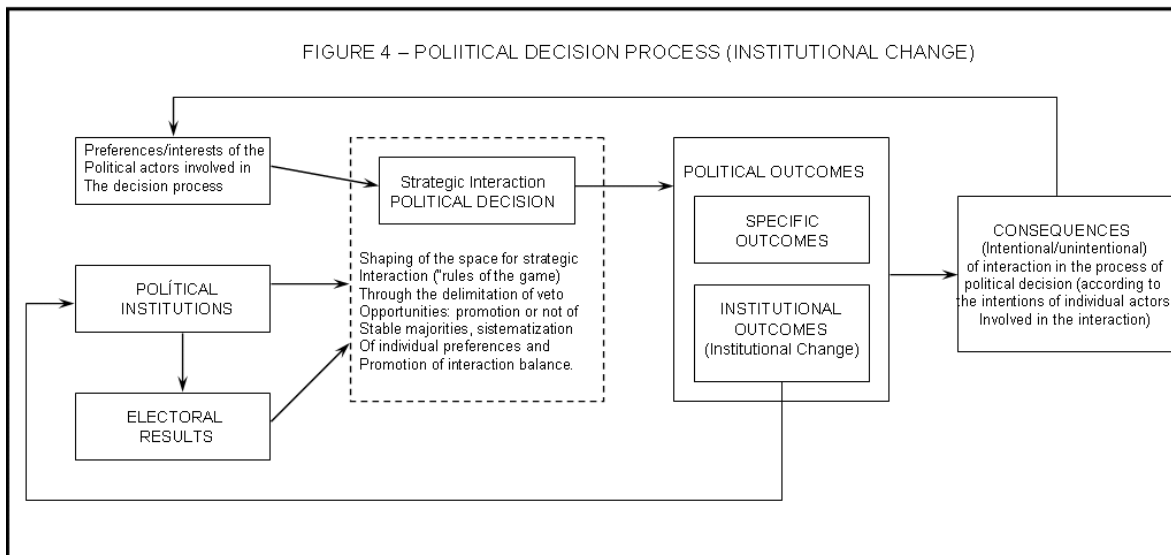 FIGURE 4 – POLIITICAL DECISION PROCESS (INSTITUTIONAL CHANGE)
Preferences/interests of the
Political actors involved in
The decision process
Strategic Interaction
POLITICAL DECISION
Shaping of the space for strategic
Interaction ("rules of the game)
Through the delimitation of veto
Opportunities: promotion or not of
Stable majorities, sistematization
Of individual preferences and
Promotion of interaction balance.
POLÍTICAL
INSTITUTIONS
ELECTORAL
RESULTS
POLITICAL OUTCOMES
SPECIFIC
OUTCOMES
INSTITUTIONAL
OUTCOMES
(Institutional Change)
CONSEQUENCES
(Intentional/unintentional)
of interaction in the process of
political decision (according to
the intentions of individual actors
Involved in the interaction)